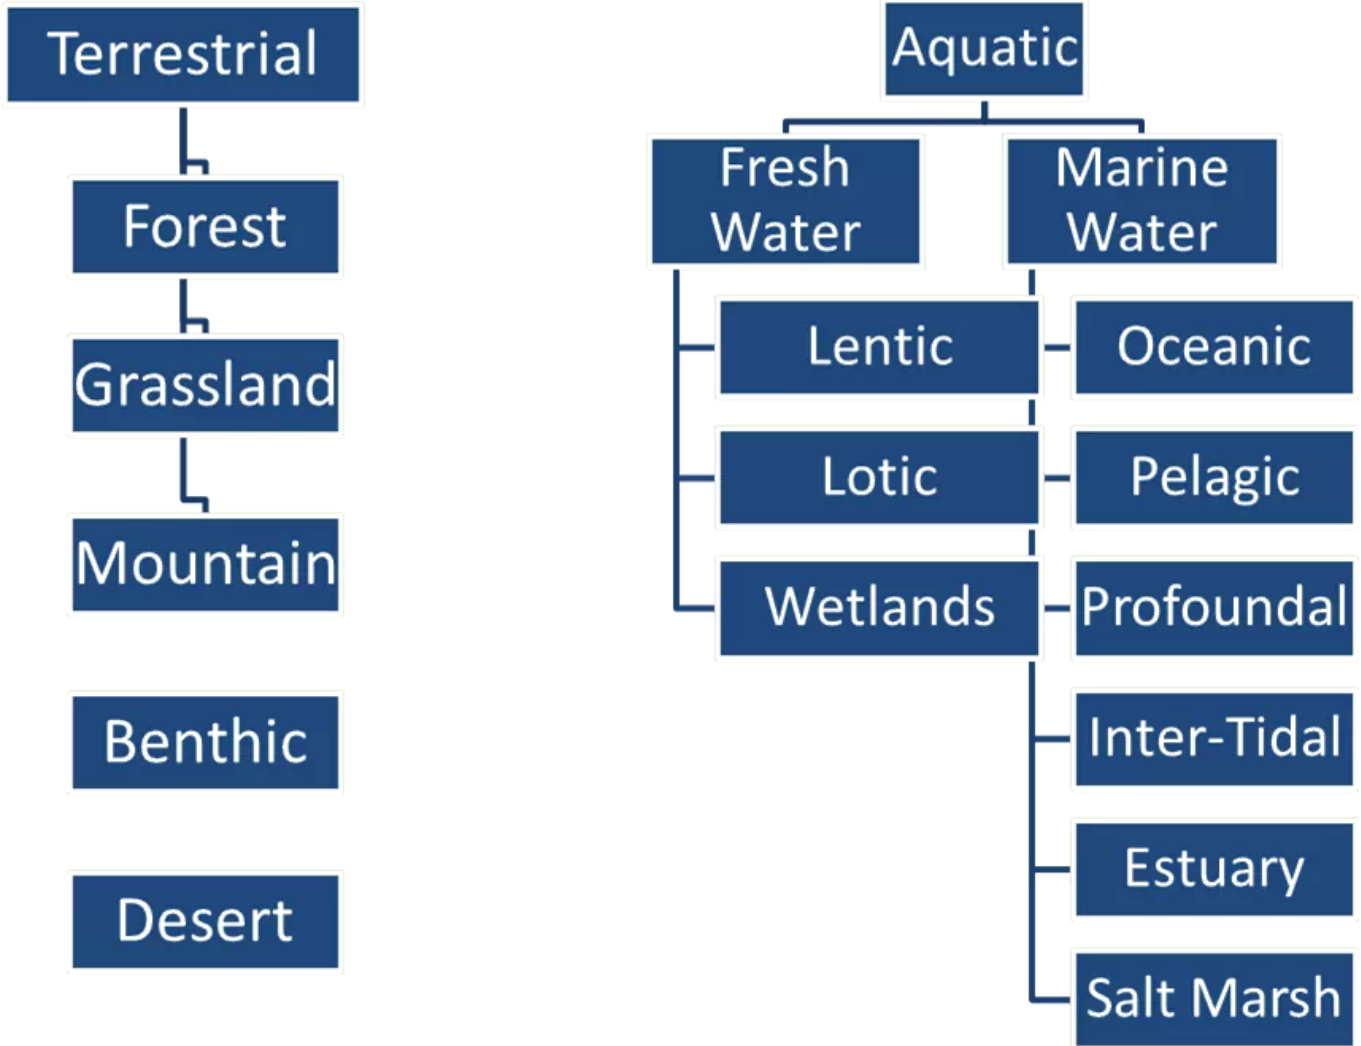 Terrestrial
Forest
Grassland
Mountain
Benthic
Desert
Aquatic
Fresh
Water
Lentic
Lotic
Wetlands
Marine
Water
Oceanic
Pelagic
Profoundal
Inter-Tidal
Estuary
Salt Marsh